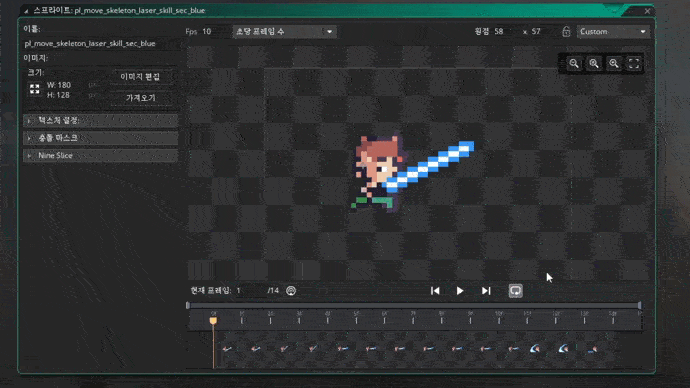 스프라이트: pl_move_skeleton_laser_skill_sec_blue
이름:
pl_move_skeleton_laser_skill_sec_blue
이미지:
크기:
W: 180 px
H: 128 px
이미지 편집
가져오기
텍스처 설정:
충돌 마스크
Nine Slice
Fps 10 초당 프레임 수
원점 58 x 57 Custom
현재 프레임: 1 /14